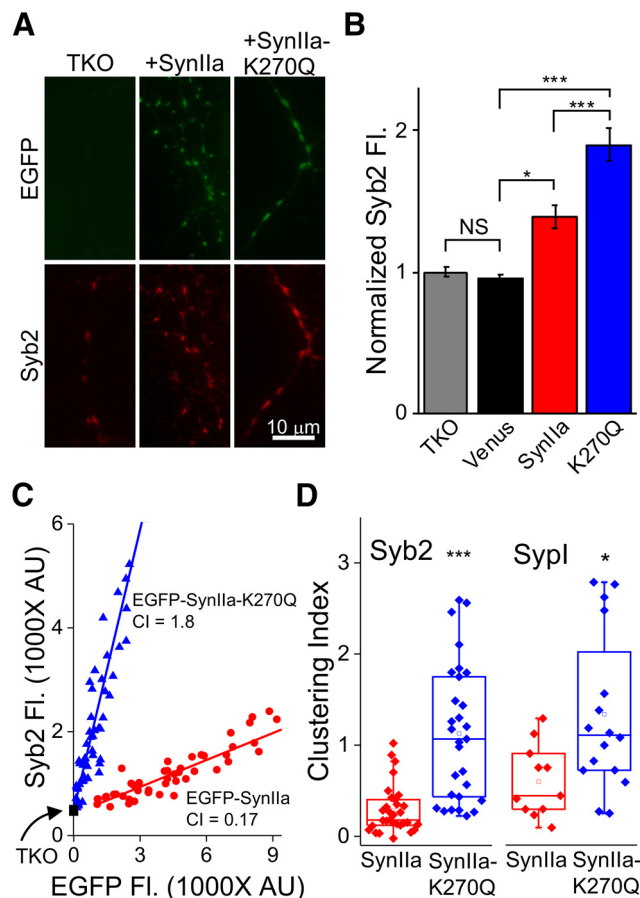 A
TKO
+SynIIa
+SynIIa-
K270Q
EGFP
Syb2
10 μm
B
Normalized Syb2 Fl.
2
1
0
NS
*
***
***
TKO
Venus
SynIIa
K270Q
C
Syb2 Fl. (1000X AU)
6
4
2
0
EGFP-SynIIa-K270Q
CI = 1.8
EGFP-SynIIa
CI = 0.17
TKO
0
3
6
9
EGFP Fl. (1000X AU)
D
Clustering Index
3
2
1
0
Syb2
***
SypI
*
SynIIa
SynIIa-
K270Q
SynIIa
SynIIa-
K270Q